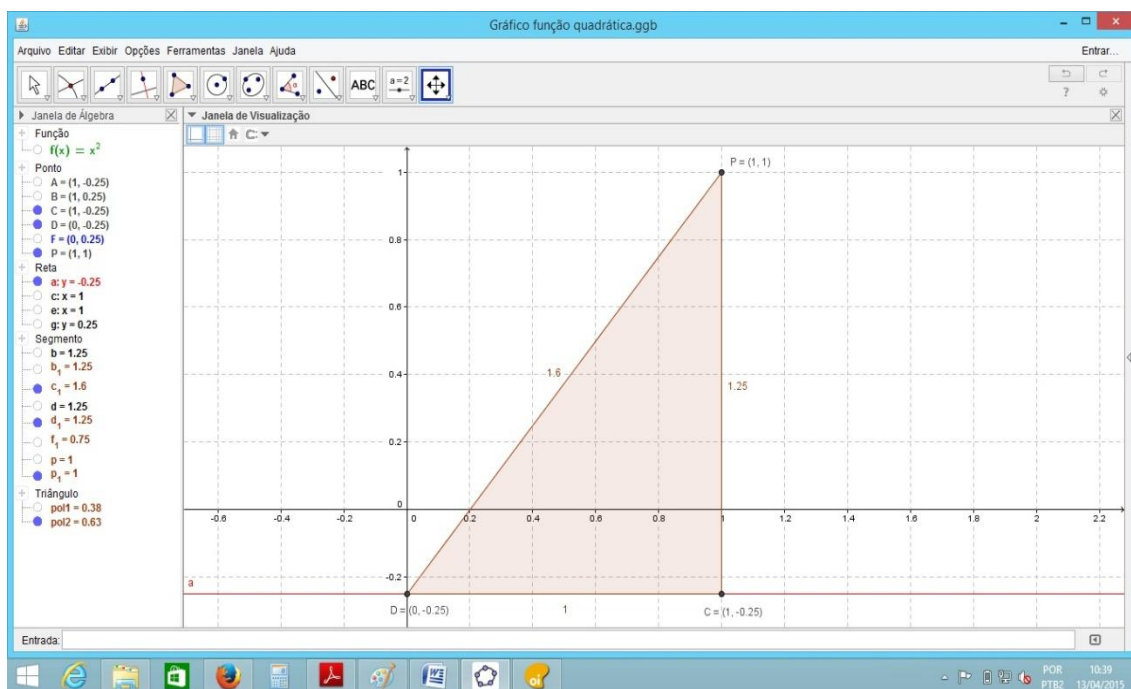 Gráfico função quadrática.ggb
Arquivo Editar Exibir Opções Ferramentas Janela Ajuda
Entrar...
ABC
a=2
Janela de Álgebra
Função
f(x) = x²
Ponto
A = (1, -0.25)
B = (1, 0.25)
C = (1, -0.25)
D = (0, -0.25)
F = (0, 0.25)
P = (1, 1)
Reta
a: y = -0.25
c: x = 1
e: x = 1
g: y = 0.25
Segmento
b = 1.25
b₁ = 1.25
c₁ = 1.6
d = 1.25
d₁ = 1.25
f₁ = 0.75
p = 1
p₁ = 1
Triângulo
pol1 = 0.38
pol2 = 0.63
Janela de Visualização
P = (1, 1)
1
0.8
0.6
0.4
0.2
0
-0.2
1.6
1.25
-0.6 -0.4 -0.2 0 0.2 0.4 0.6 0.8 1 1.2 1.4 1.6 1.8 2 2.2
a
D = (0, -0.25)
1
C = (1, -0.25)
Entrada:
oi
POR
PTB2
10:39
13/04/2015